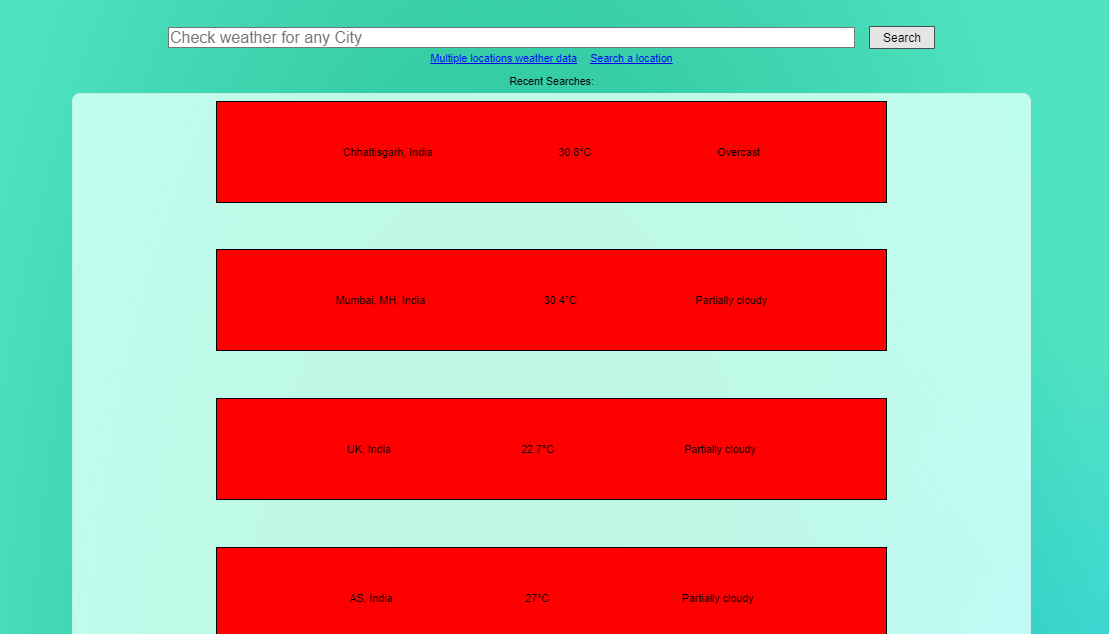 Check weather for any City Search
Multiple locations weather data Search a location
Recent Searches:
Chhattisgarh, India 30.8°C Overcast
Mumbai, MH, India 30.4°C Partially cloudy
UK, India 22.7°C Partially cloudy
AS, India 27°C Partially cloudy